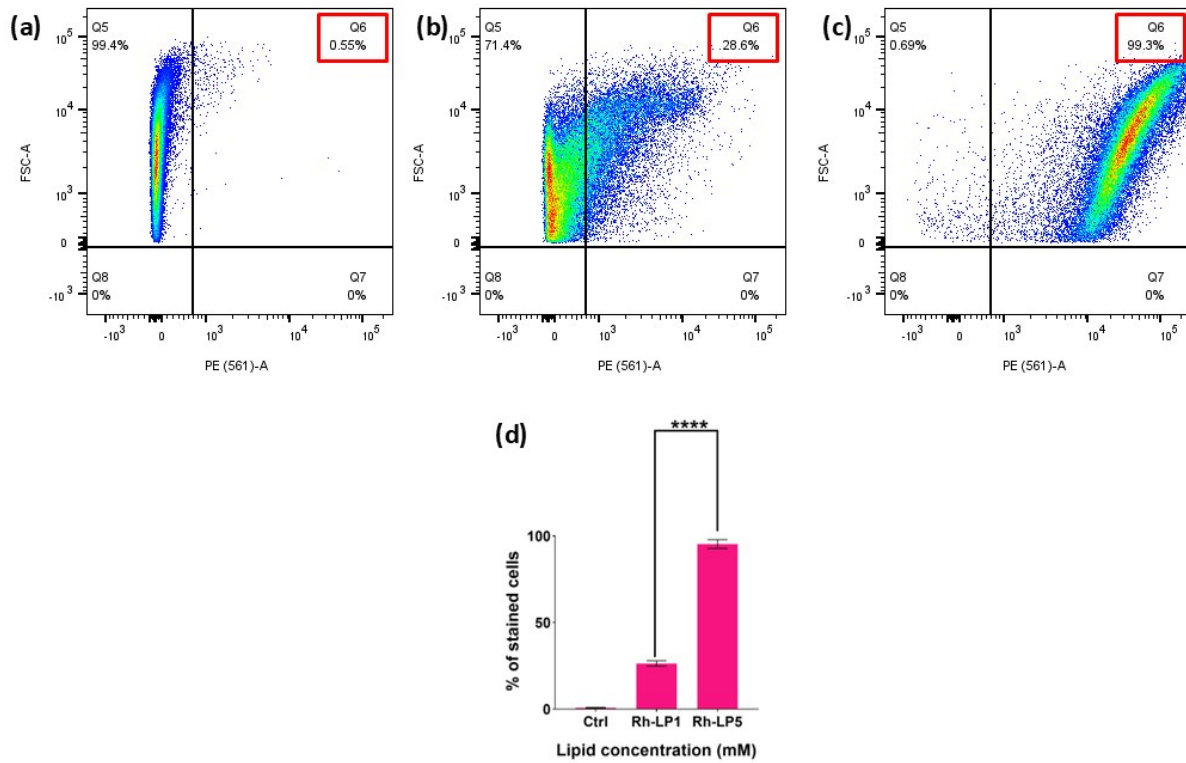 (a)
Q5
99.4%
Q6
0.55%
10^5
10^4
10^3
0
-10^3
FSC-A
Q8
0%
Q7
0%
-10^3 0 10^3 10^4 10^5
PE (561)-A
(b)
Q5
71.4%
Q6
28.6%
10^5
10^4
10^3
0
-10^3
FSC-A
Q8
0%
Q7
0%
-10^3 0 10^3 10^4 10^5
PE (561)-A
(c)
Q5
0.69%
Q6
99.3%
10^5
10^4
10^3
0
-10^3
FSC-A
Q8
0%
Q7
0%
-10^3 0 10^3 10^4 10^5
PE (561)-A
(d)
****
100
50
0
% of stained cells
Ctrl Rh-LP1 Rh-LP5
Lipid concentration (mM)